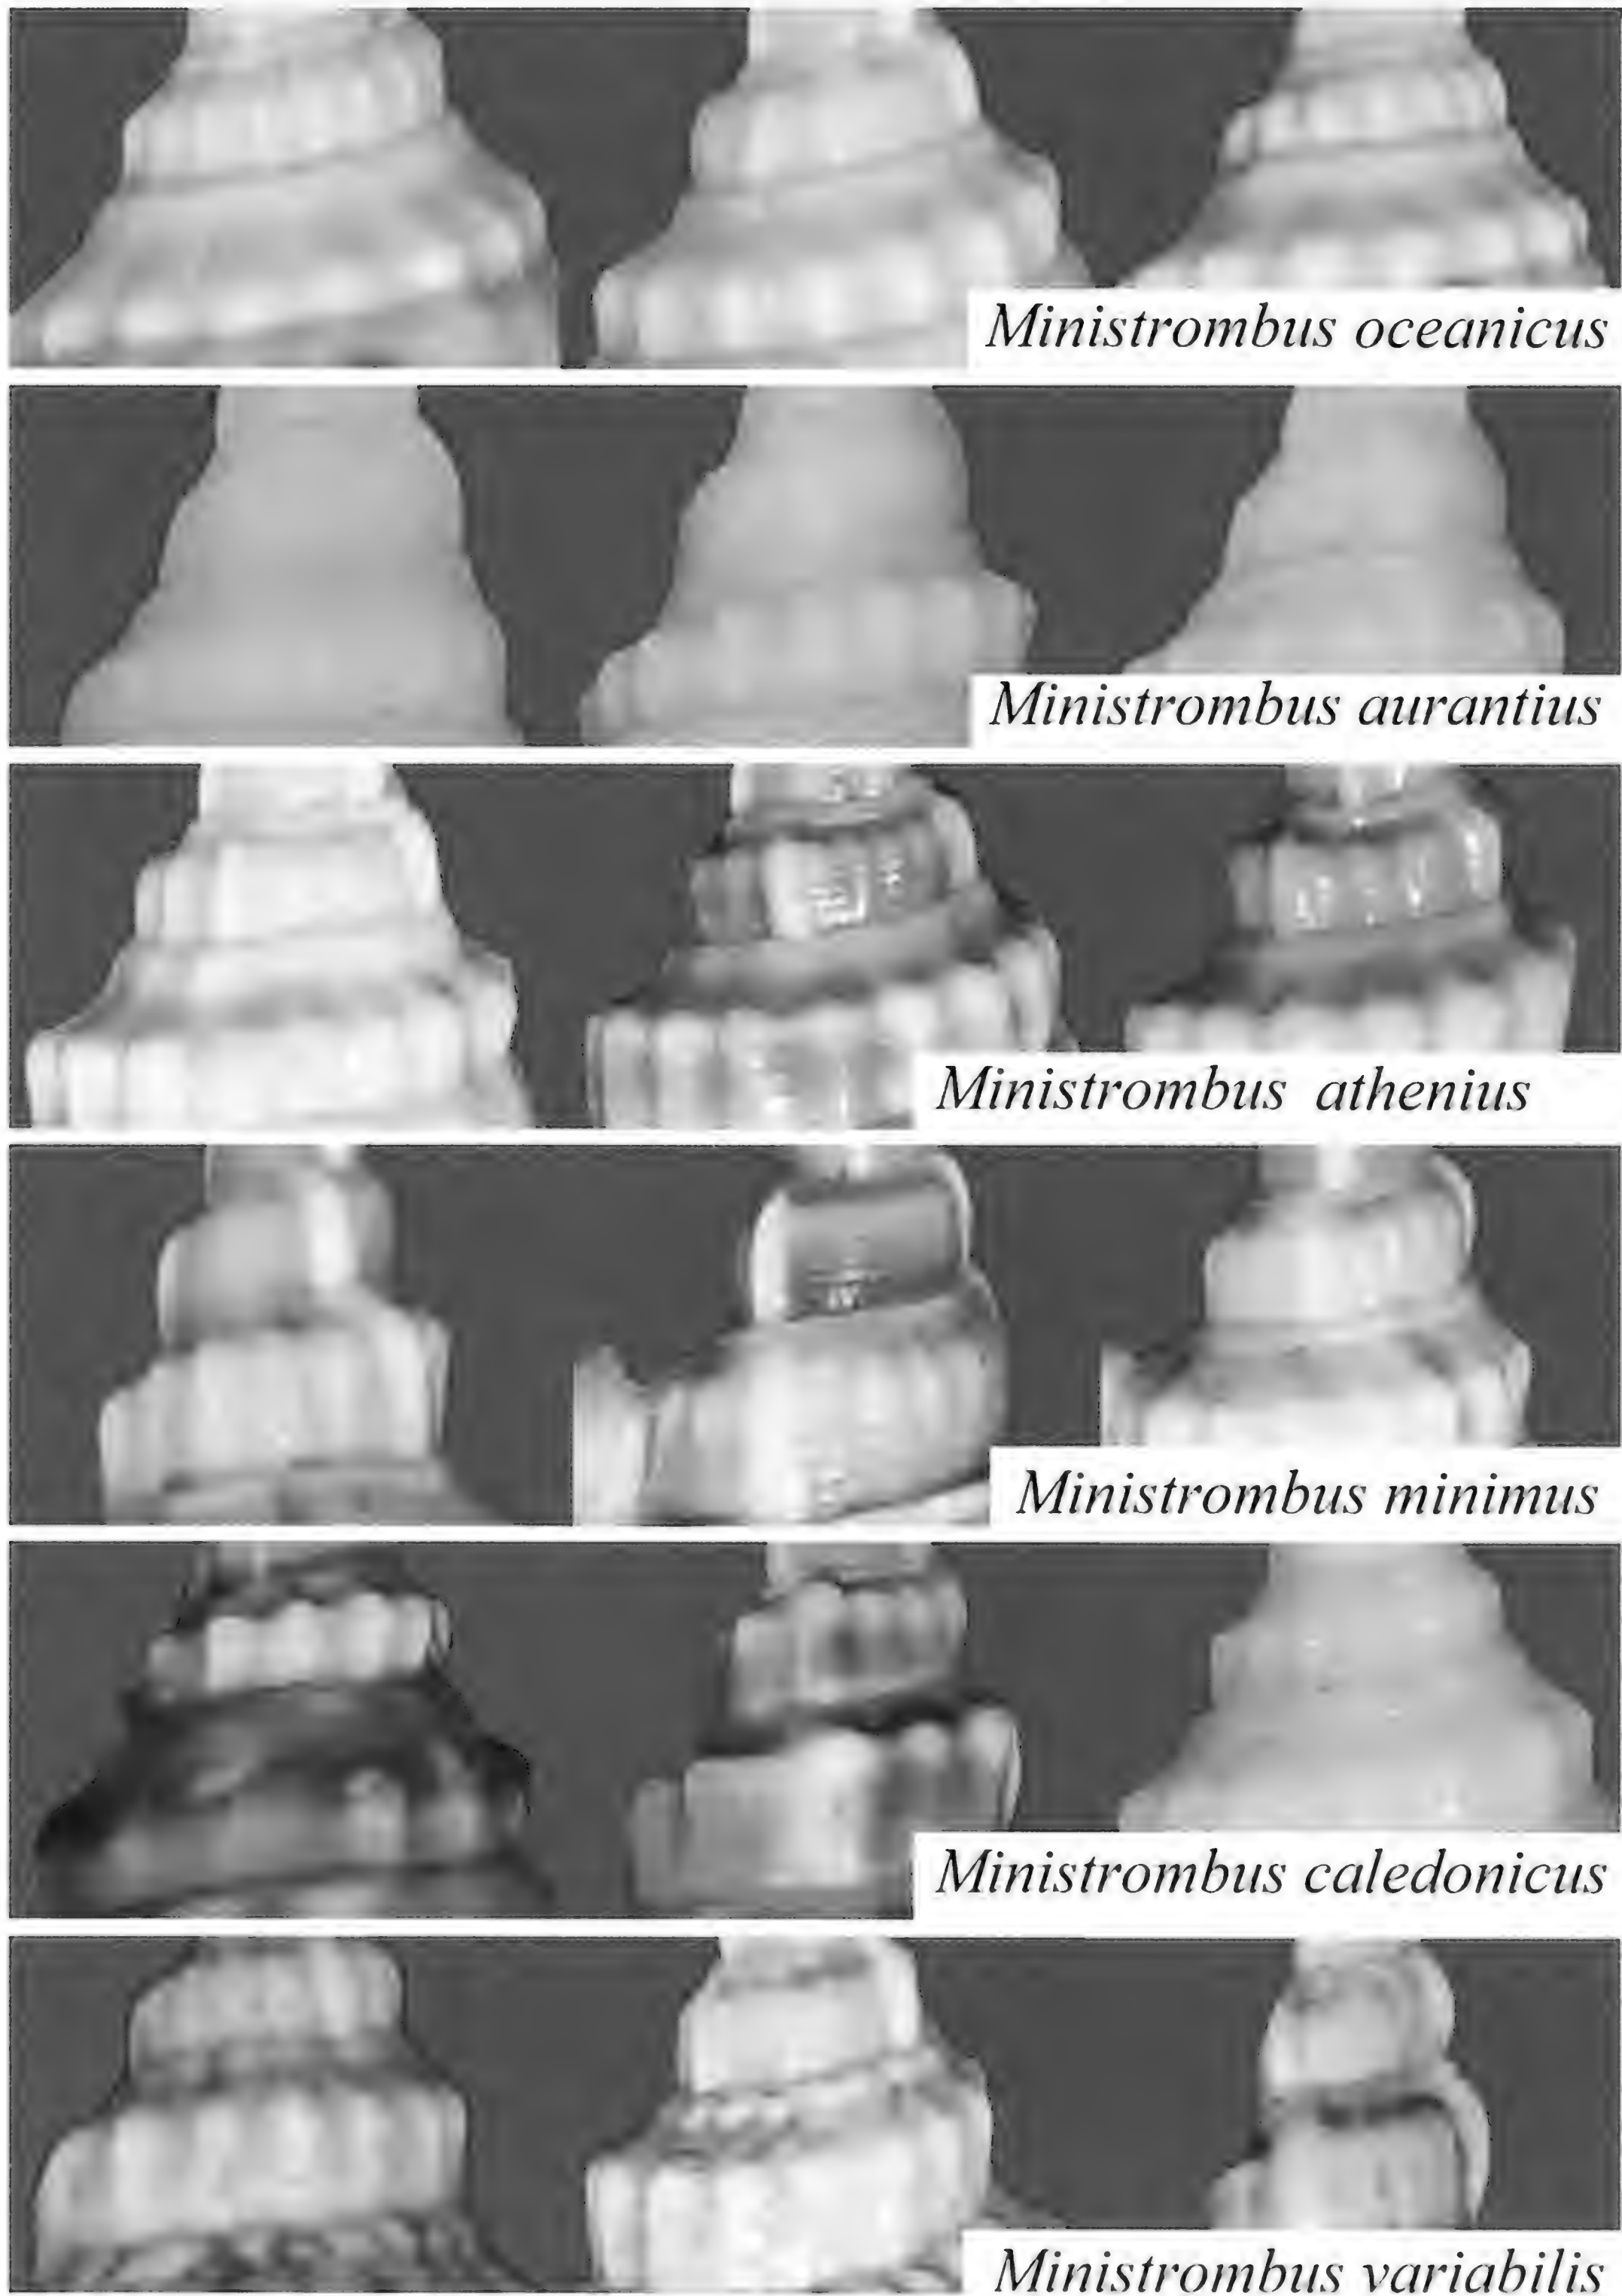 Ministrombus oceanicus
Ministrombus aurantius
Ministrombus athenius
Ministrombus minimus
Ministrombus caledonicus
Ministrombus variabilis